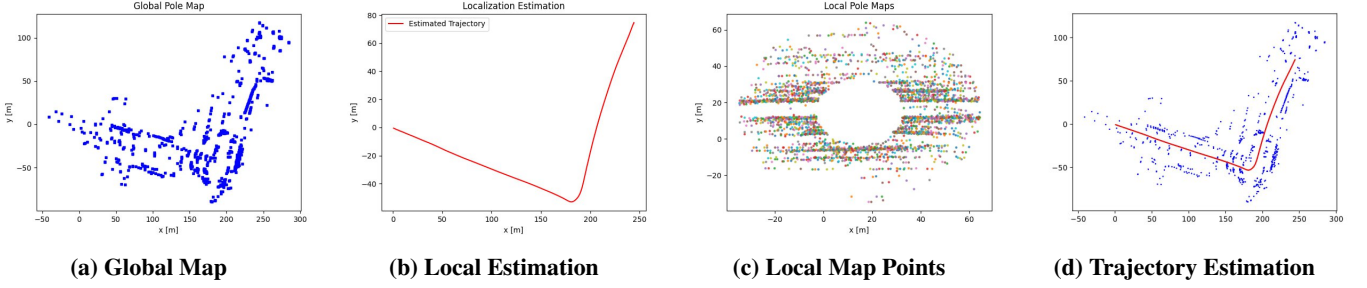 Global Pole Map
y [m]
100
50
0
−50
−50 0 50 100 150 200 250 300
x [m]
(a) Global Map
Localization Estimation
Estimated Trajectory
y [m]
80
60
40
20
0
−20
−40
0 50 100 150 200 250
x [m]
(b) Local Estimation
Local Pole Maps
y [m]
60
40
20
0
−20
−20 0 20 40 60
x [m]
(c) Local Map Points
y [m]
100
50
0
−50
−50 0 50 100 150 200 250 300
x [m]
(d) Trajectory Estimation